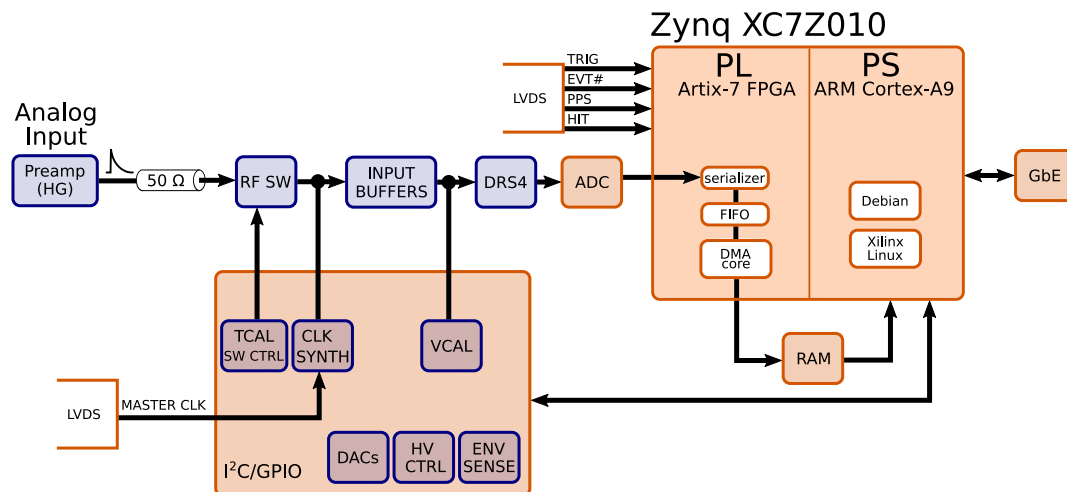 Zynq XC7Z010
TRIG
EVT#
PPS
HIT
LVDS
PL
Artix-7 FPGA
PS
ARM Cortex-A9
Analog
Input
Preamp
(HG)
50 Ω
RF SW
INPUT
BUFFERS
DRS4
ADC
serializer
FIFO
DMA
core
Debian
Xilinx
Linux
GbE
TCAL
SW CTRL
CLK
SYNTH
VCAL
RAM
LVDS
MASTER CLK
I²C/GPIO
DACs
HV
CTRL
ENV
SENSE